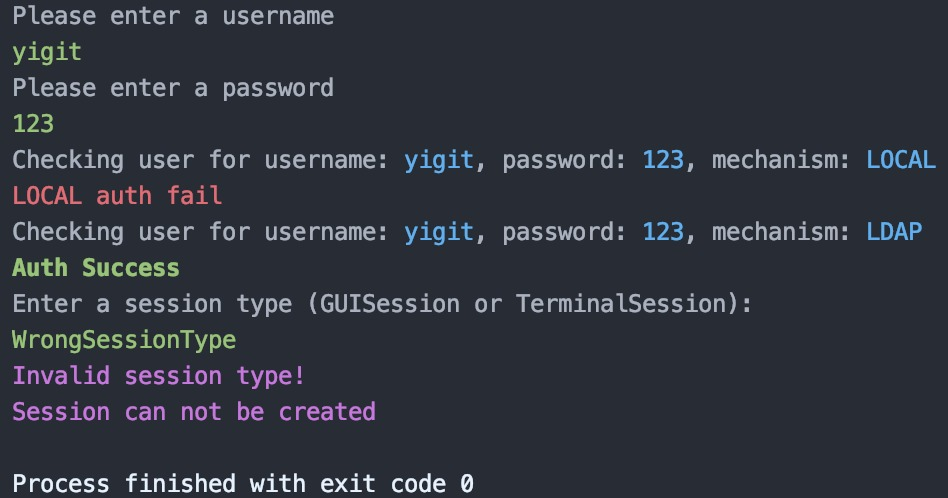 Please enter a username
yigit
Please enter a password
123
Checking user for username: yigit, password: 123, mechanism: LOCAL
LOCAL auth fail
Checking user for username: yigit, password: 123, mechanism: LDAP
Auth Success
Enter a session type (GUISession or TerminalSession):
WrongSessionType
Invalid session type!
Session can not be created
Process finished with exit code 0